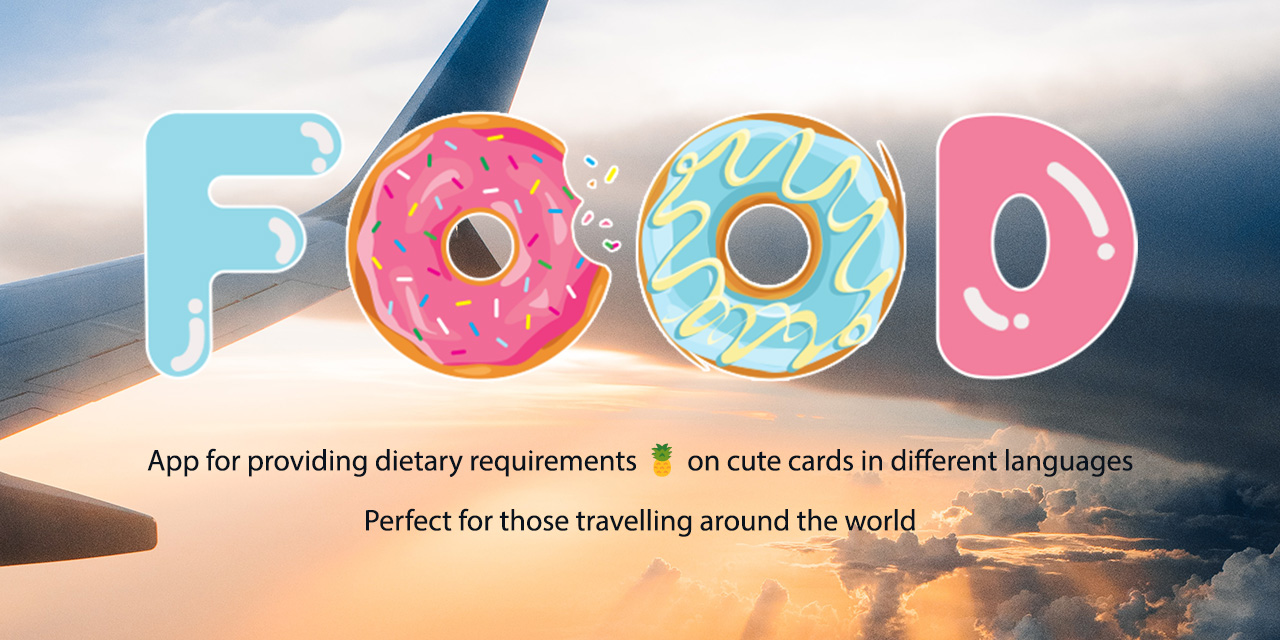 FOOD
App for providing dietary requirements 🍍 on cute cards in different languages
Perfect for those travelling around the world